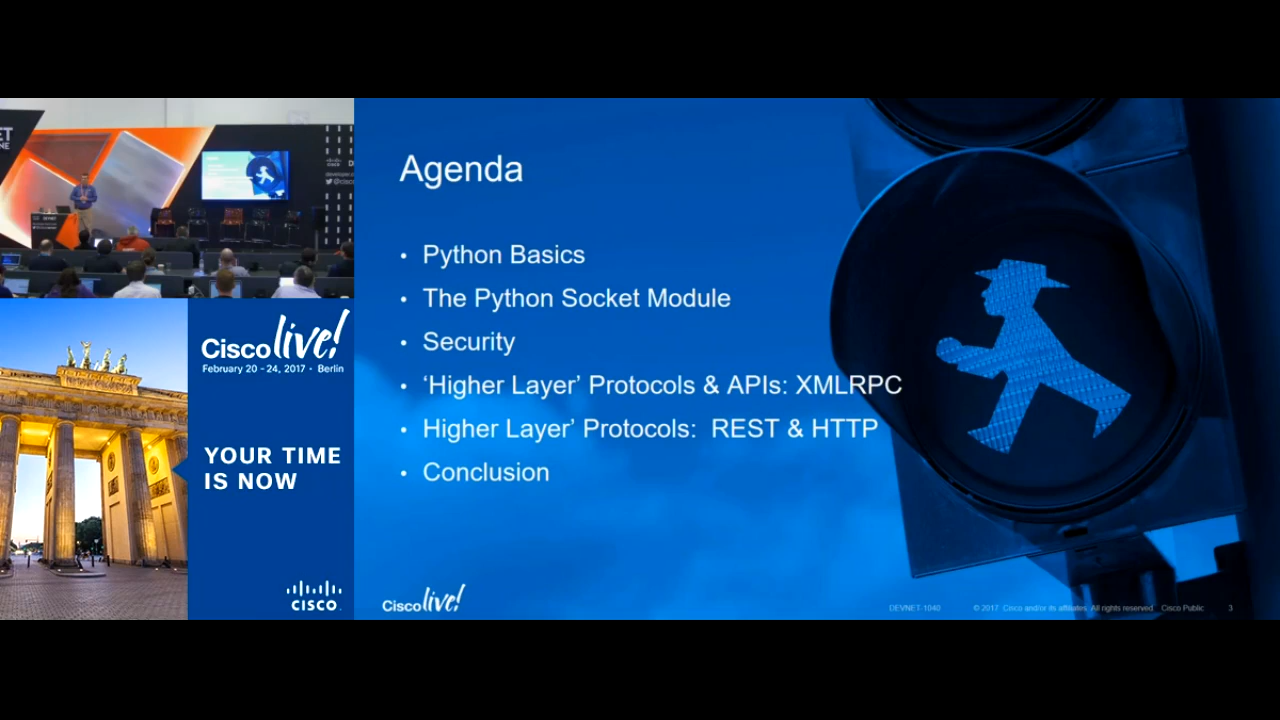 Agenda
• Python Basics
• The Python Socket Module
• Security
• ‘Higher Layer’ Protocols & APIs: XMLRPC
• Higher Layer’ Protocols:  REST & HTTP
• Conclusion
Cisco live!
DEVNET-1040 © 2017 Cisco and/or its affiliates. All rights reserved Cisco Public 3
Cisco live!
February 20 - 24, 2017 • Berlin
YOUR TIME
IS NOW
CISCO